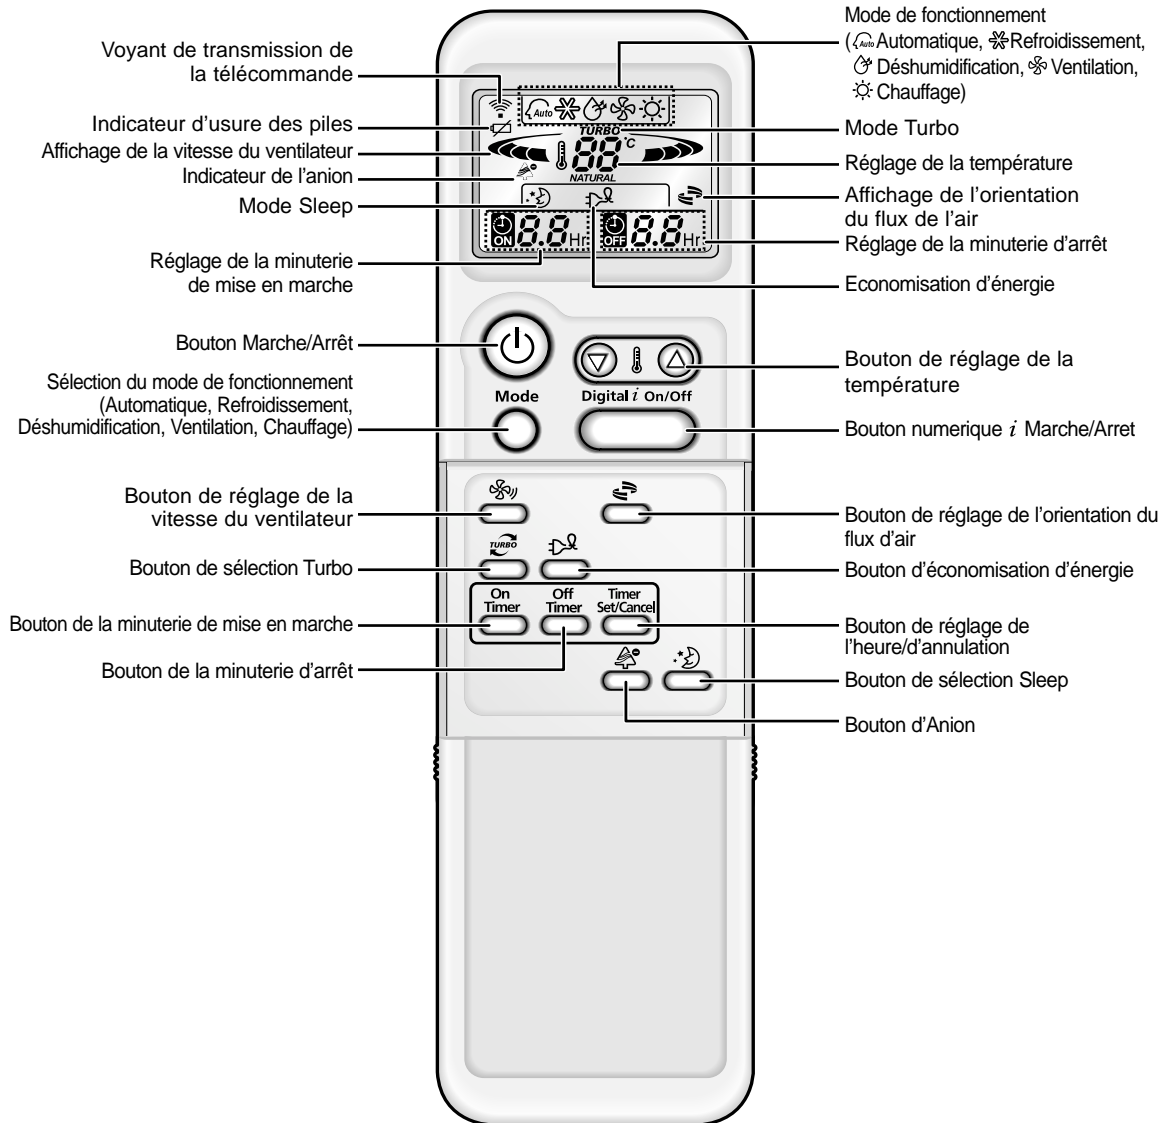 Voyant de transmission de
la télécommande
Indicateur d'usure des piles
Affichage de la vitesse du ventilateur
Indicateur de l'anion
Mode Sleep
Réglage de la minuterie
de mise en marche
Bouton Marche/Arrêt
Sélection du mode de fonctionnement
(Automatique, Refroidissement,
Déshumidification, Ventilation, Chauffage)
Bouton de réglage de la
vitesse du ventilateur
Bouton de sélection Turbo
Bouton de la minuterie de mise en marche
Bouton de la minuterie d'arrêt
Auto
TURBO
88°C
NATURAL
ON 8.8Hr
OFF 8.8Hr
Mode
Digital i On/Off
TURBO
On
Timer
Off
Timer
Timer
Set/Cancel
Mode de fonctionnement
(Auto Automatique, Refroidissement,
Déshumidification, Ventilation,
Chauffage)
Mode Turbo
Réglage de la température
Affichage de l'orientation
du flux de l'air
Réglage de la minuterie d'arrêt
Economisation d'énergie
Bouton de réglage de la
température
Bouton numerique i Marche/Arret
Bouton de réglage de l'orientation du
flux d'air
Bouton d'économisation d'énergie
Bouton de réglage de
l'heure/d'annulation
Bouton de sélection Sleep
Bouton d'Anion